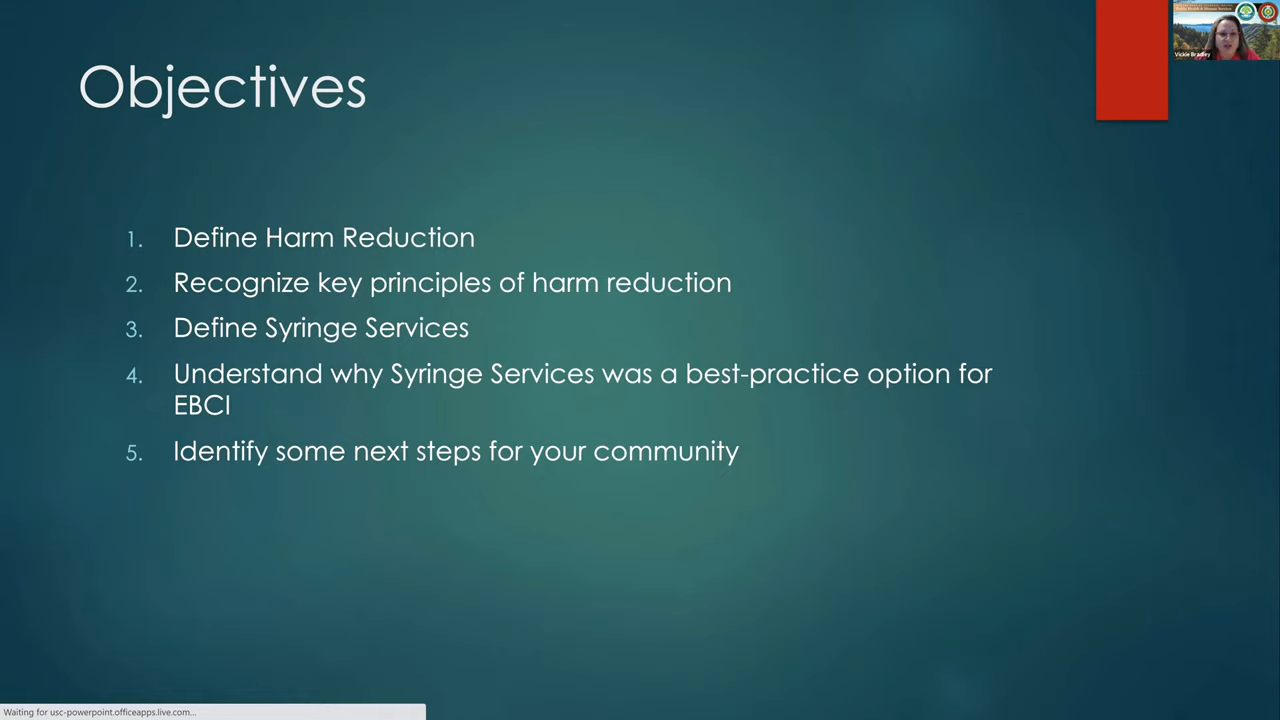 Objectives
1. Define Harm Reduction
2. Recognize key principles of harm reduction
3. Define Syringe Services
4. Understand why Syringe Services was a best-practice option for
EBCI
5. Identify some next steps for your community
Vickie Bradley
Waiting for usc-powerpoint.officeapps.live.com...